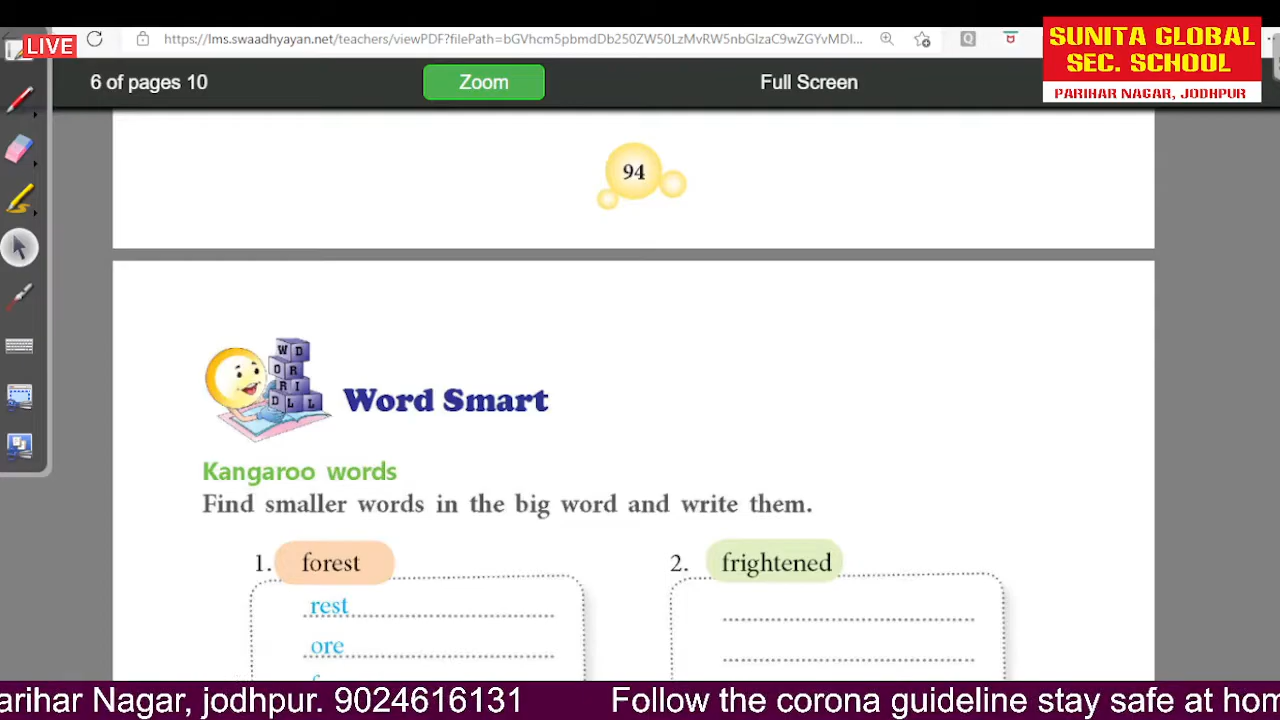 LIVE
https://lms.swaadhyayan.net/teachers/viewPDF?filePath=bGVhcm5pbmdDb250ZW50LzMvRW5nbGlzaC9wZGYvMDI...
SUNITA GLOBAL
SEC. SCHOOL
PARIHAR NAGAR, JODHPUR
6 of pages 10
Zoom
Full Screen
94
W D
O R
R I
D L L
Word Smart
Kangaroo words
Find smaller words in the big word and write them.
1. forest
2. frightened
rest
ore
Parihar Nagar, jodhpur. 9024616131
Follow the corona guideline stay safe at hom